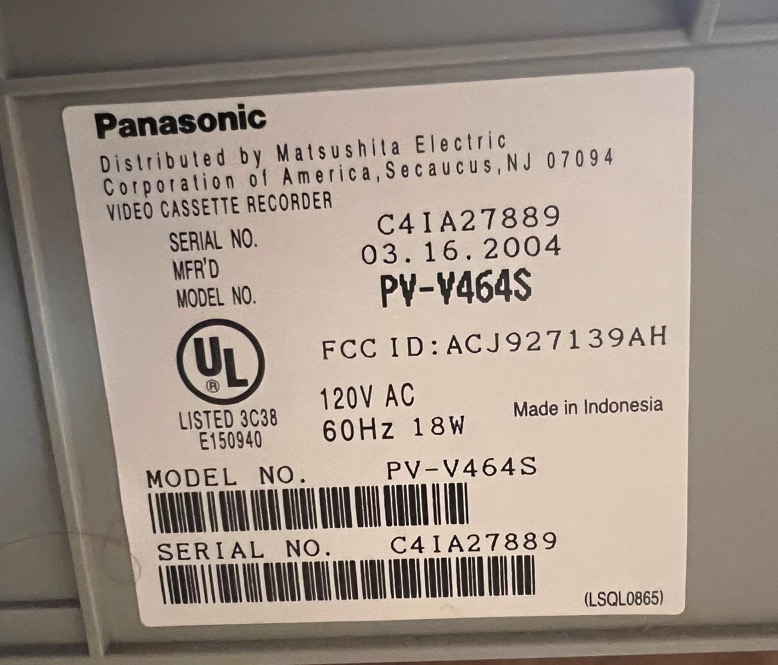 Panasonic
Distributed by Matsushita Electric
Corporation of America,Secaucus,NJ 07094
VIDEO CASSETTE RECORDER
SERIAL NO. C4IA27889
MFR'D 03.16.2004
MODEL NO. PV-V464S
UL
®
LISTED 3C38
E150940
FCC ID:ACJ927139AH
120V AC
60Hz 18W
Made in Indonesia
MODEL NO. PV-V464S
SERIAL NO. C4IA27889
(LSQL0865)